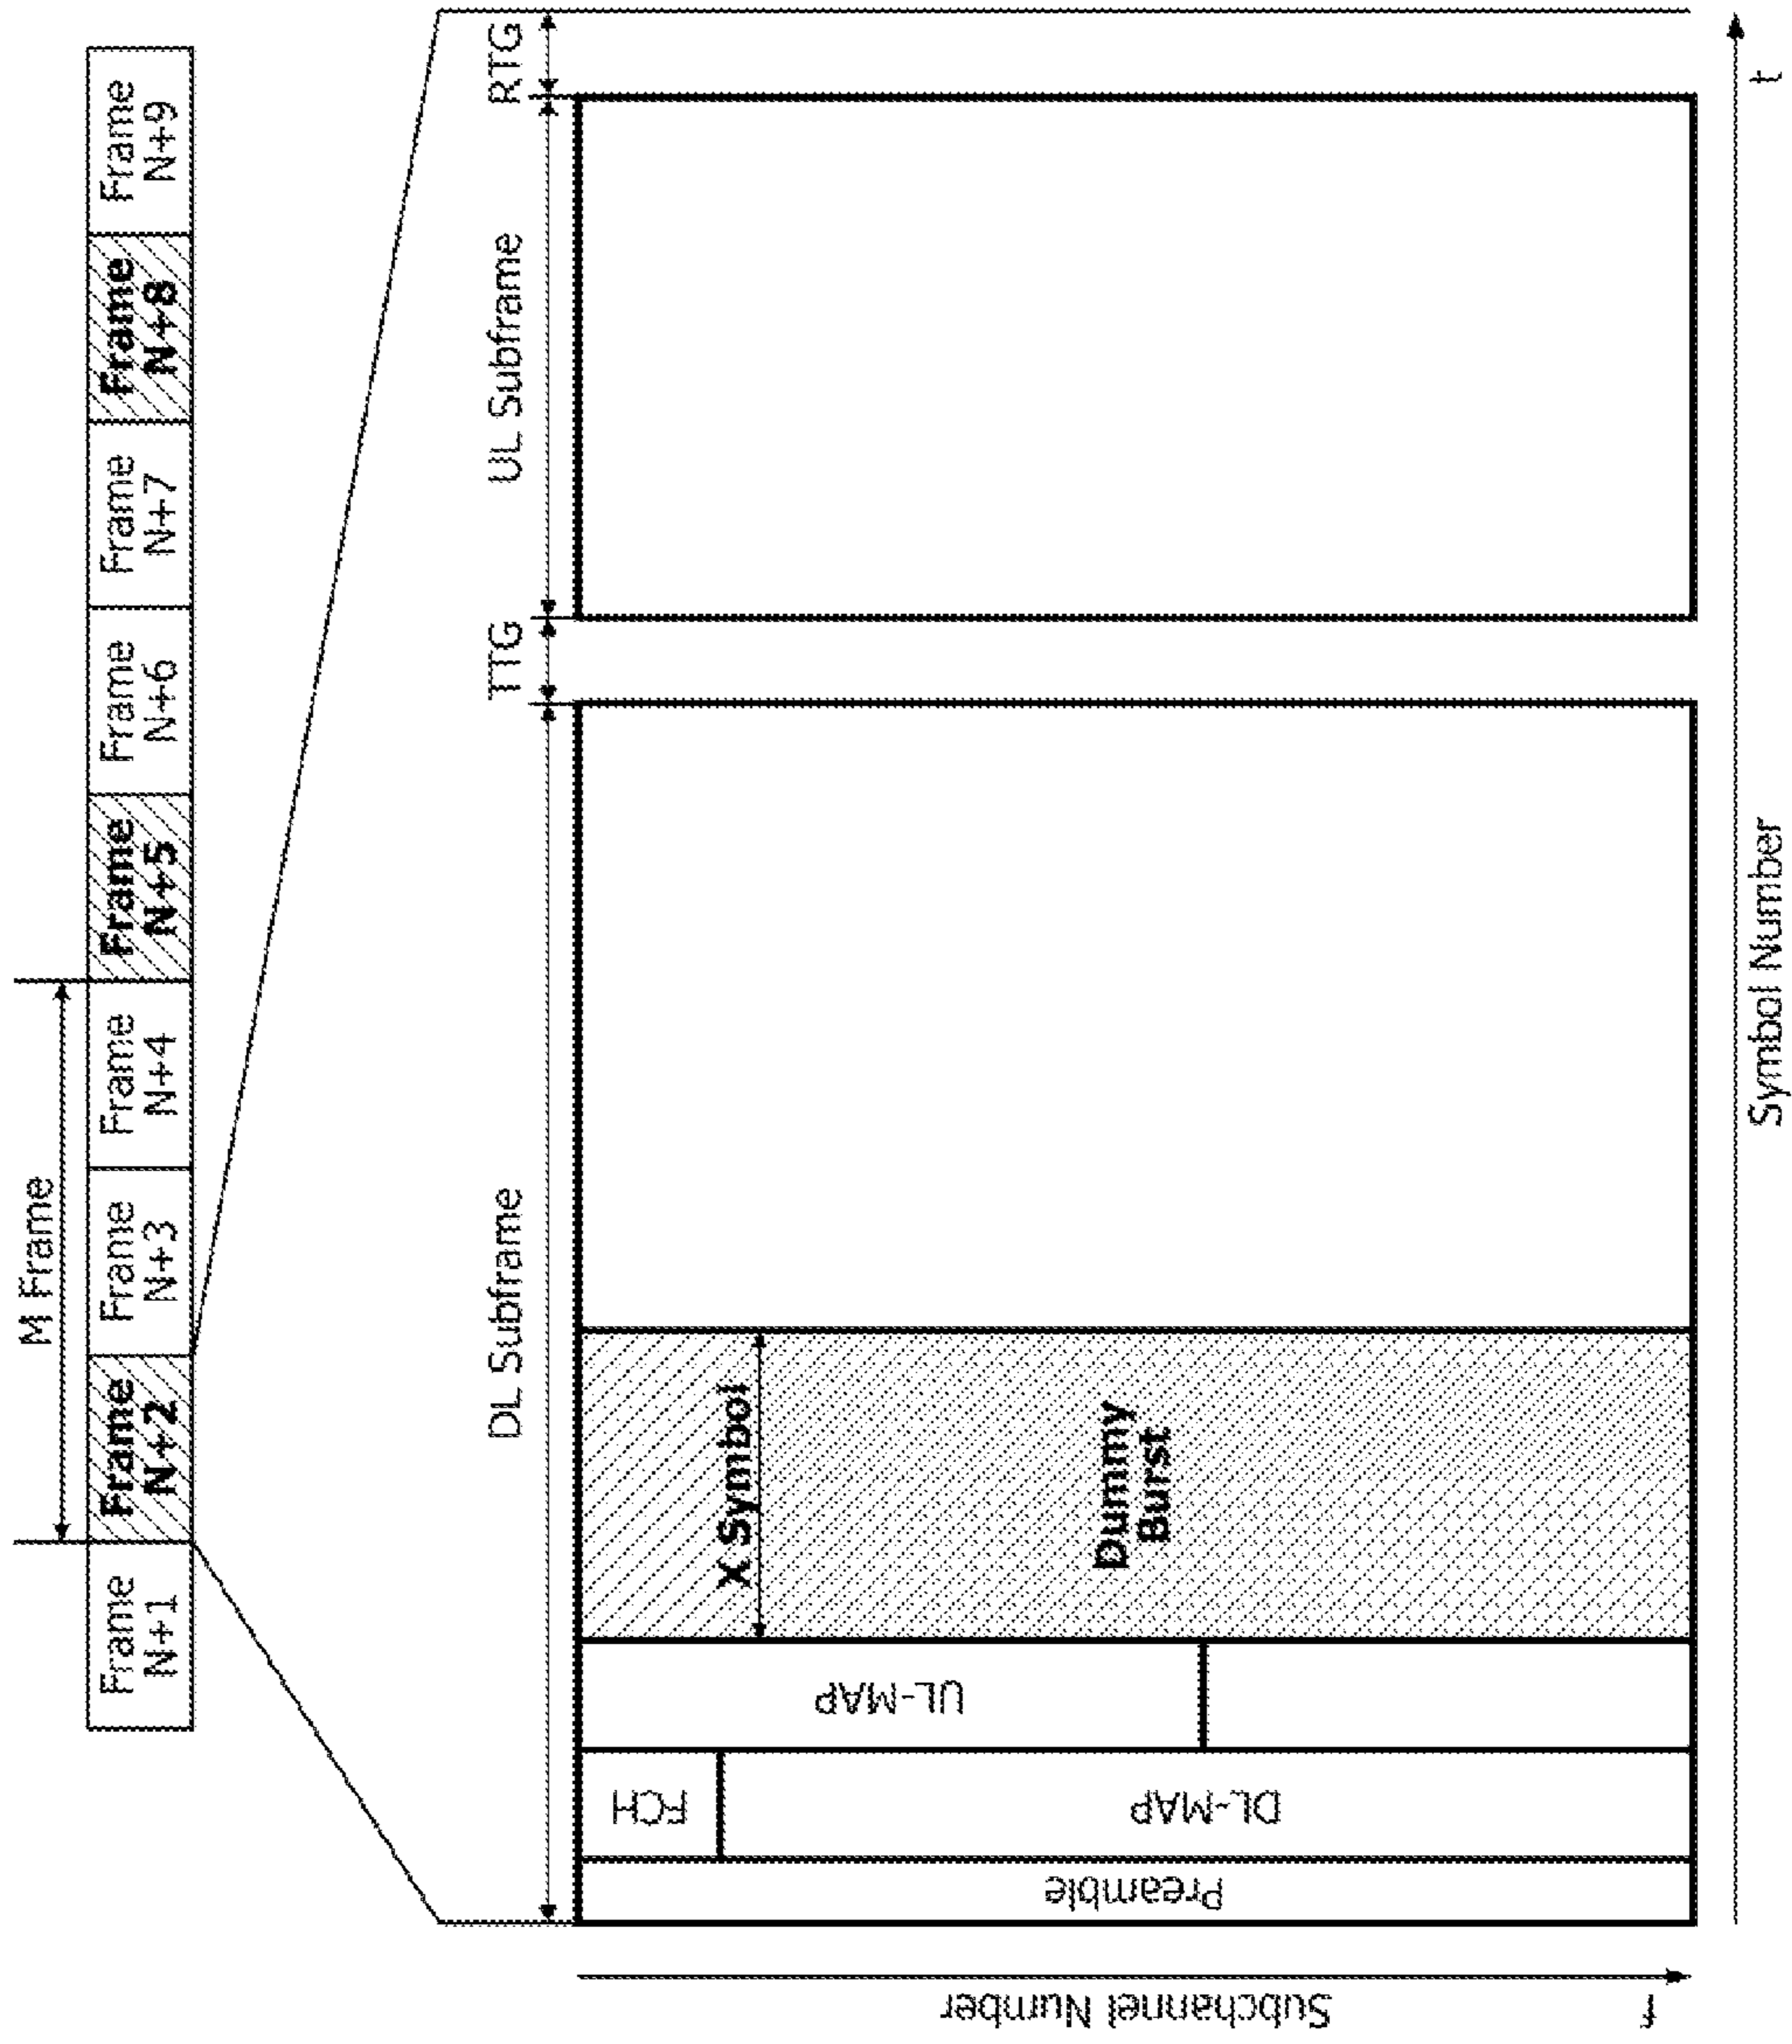 M Frame
Frame
N+1
Frame
N+2
Frame
N+3
Frame
N+4
Frame
N+5
Frame
N+6
Frame
N+7
Frame
N+8
Frame
N+9
DL Subframe
TTG
UL Subframe
RTG
Preamble
FCH
DL-MAP
UL-MAP
X Symbol
Dummy
Burst
Subchannel Number
f
Symbol Number
t